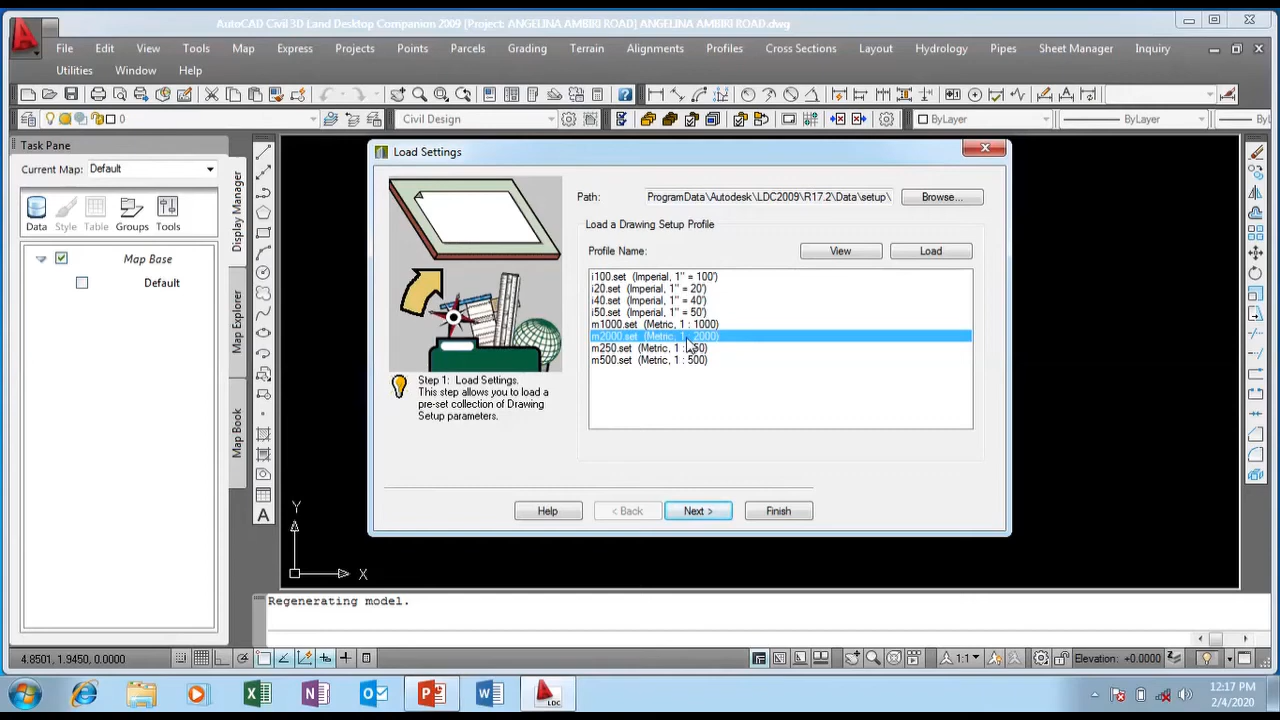 AutoCAD Civil 3D Land Desktop Companion 2009 [Project: ANGELINA AMBIRI ROAD] ANGELINA AMBIRI ROAD.dwg
File Edit View Tools Map Express Projects Points Parcels Grading Terrain Alignments Profiles Cross Sections Layout Hydrology Pipes Sheet Manager Inquiry
Utilities Window Help
0
Civil Design
ByLayer
ByLayer
ByL
Task Pane
Current Map: Default
Data Style Table Groups Tools
Map Base
Default
Display Manager
Map Explorer
Map Book
Load Settings
Path: ProgramData\Autodesk\LDC2009\R17.2\Data\setup\ Browse...
Load a Drawing Setup Profile
Profile Name: View Load
i100.set (Imperial, 1'' = 100')
i20.set (Imperial, 1'' = 20')
i40.set (Imperial, 1'' = 40')
i50.set (Imperial, 1'' = 50')
m1000.set (Metric, 1 : 1000)
m2000.set (Metric, 1 : 2000)
m250.set (Metric, 1 : 50)
m500.set (Metric, 1 : 500)
Step 1: Load Settings.
This step allows you to load a
pre-set collection of Drawing
Setup parameters.
Help < Back Next > Finish
A
Y
X
Regenerating model.
4.8501, 1.9450, 0.0000
1:1
Elevation: +0.0000
LDC
12:17 PM
2/4/2020